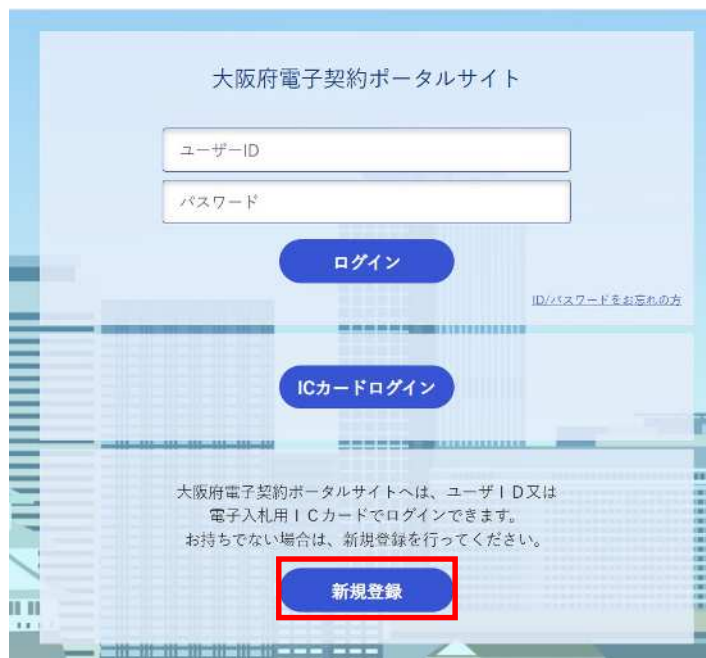 大阪府電子契約ポータルサイト
ユーザーID
パスワード
ログイン
ID/パスワードをお忘れの方
ICカードログイン
大阪府電子契約ポータルサイトへは、ユーザＩＤ又は
電子入札用ＩＣカードでログインできます。
お持ちでない場合は、新規登録を行ってください。
新規登録